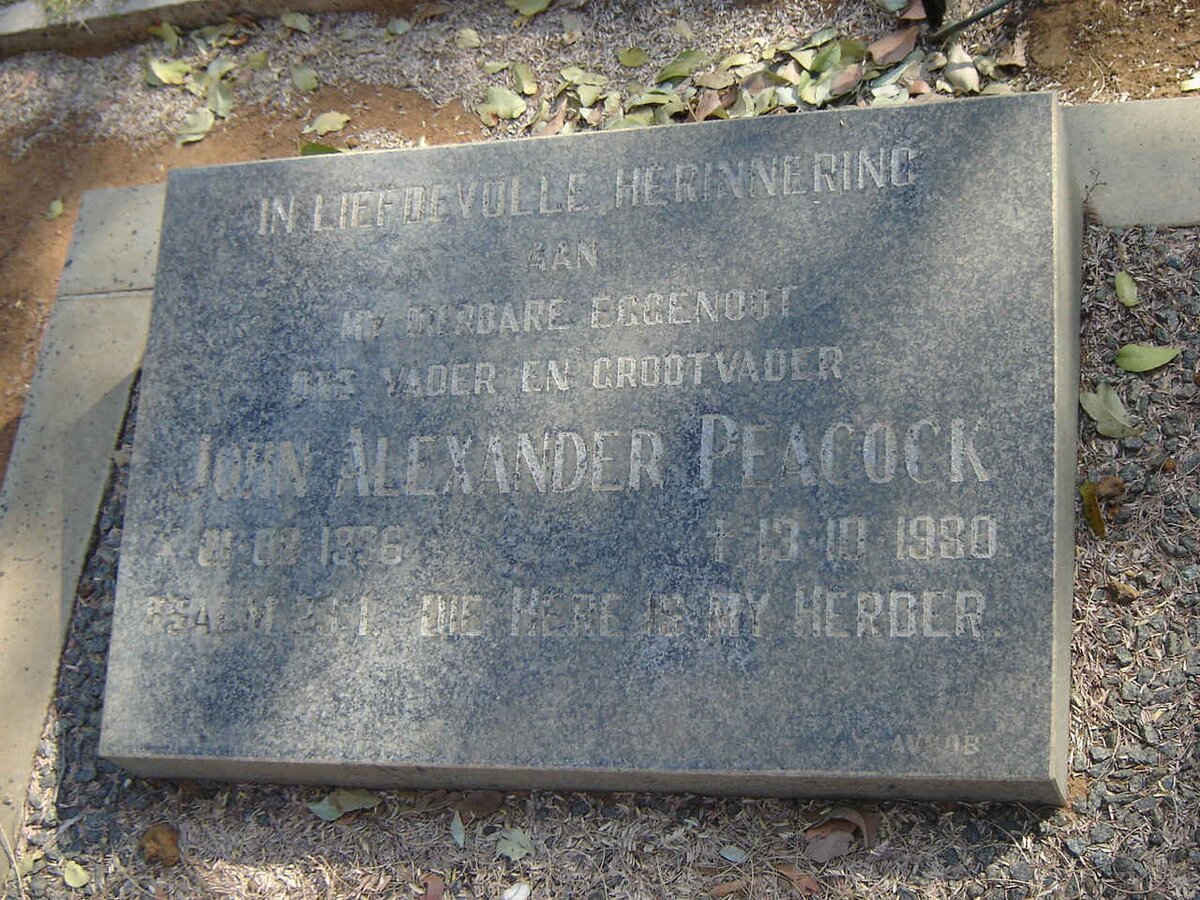 IN LIEFDEVOLLE HERINNERING
AAN
MY DIERBARE EGGENOOT
ONS VADER EN GROOTVADER
JOHN ALEXANDER PEACOCK
† 13·10·1980
PSALM 23:1. DIE HERE IS MY HERDER.
AVBOB